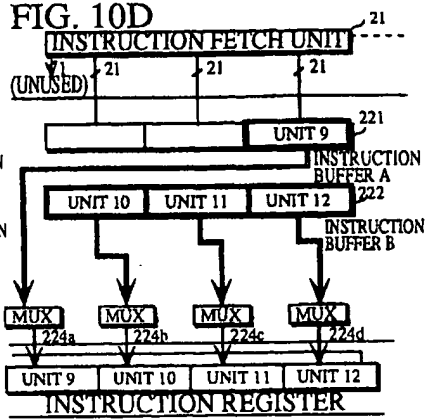 FIG. 10D
21
INSTRUCTION FETCH UNIT
71 21 21 21
(UNUSED)
UNIT 9 221
INSTRUCTION
BUFFER A
UNIT 10 UNIT 11 UNIT 12 222
INSTRUCTION
BUFFER B
MUX MUX MUX MUX
224a 224b 224c 224d
UNIT 9 UNIT 10 UNIT 11 UNIT 12
INSTRUCTION REGISTER